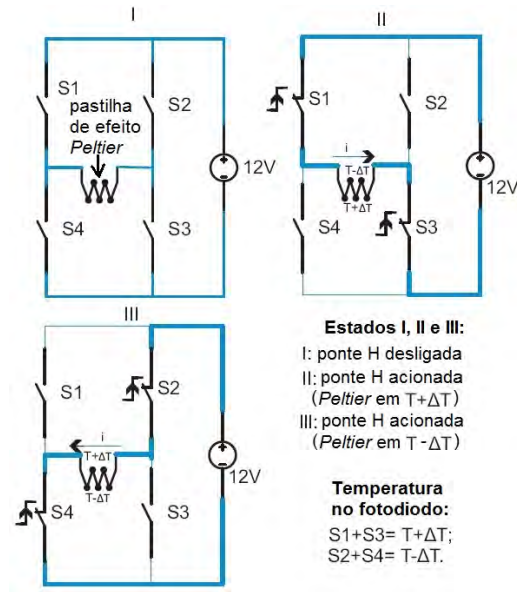 I
S1
S2
pastilha
de efeito
Peltier
12V
S4
S3
II
S1
S2
i
T-ΔT
T+ΔT
12V
S4
S3
III
S1
S2
i
T+ΔT
T-ΔT
12V
S4
S3
Estados I, II e III:
I: ponte H desligada
II: ponte H acionada
(Peltier em T+ΔT)
III: ponte H acionada
(Peltier em T-ΔT)
Temperatura
no fotodiodo:
S1+S3= T+ΔT;
S2+S4= T-ΔT.